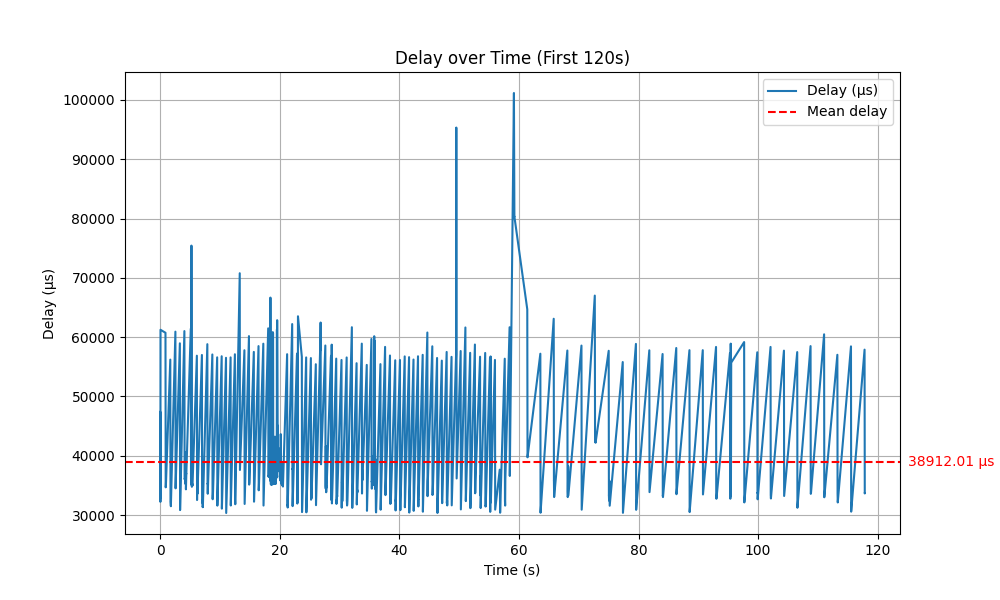 Delay over Time (First 120s)
Delay (µs)
Mean delay
100000
90000
80000
70000
60000
50000
40000
30000
Delay (µs)
38912.01 µs
0
20
40
60
80
100
120
Time (s)